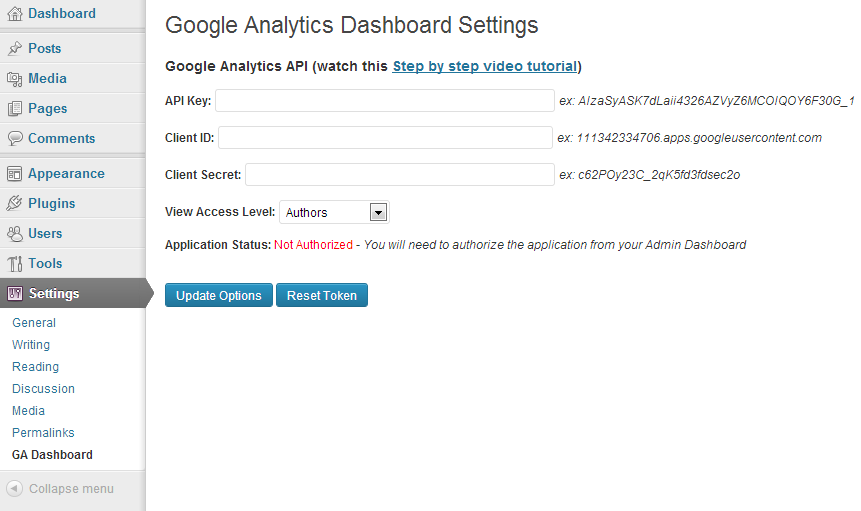 Dashboard
Posts
Media
Pages
Comments
Appearance
Plugins
Users
Tools
Settings
General
Writing
Reading
Discussion
Media
Permalinks
GA Dashboard
Collapse menu
Google Analytics Dashboard Settings
Google Analytics API (watch this Step by step video tutorial)
API Key: ex: AIzaSyASK7dLaii4326AZVyZ6MCOIQOY6F30G_1
Client ID: ex: 111342334706.apps.googleusercontent.com
Client Secret: ex: c62POy23C_2qK5fd3fdsec2o
View Access Level: Authors
Application Status: Not Authorized - You will need to authorize the application from your Admin Dashboard
Update Options Reset Token